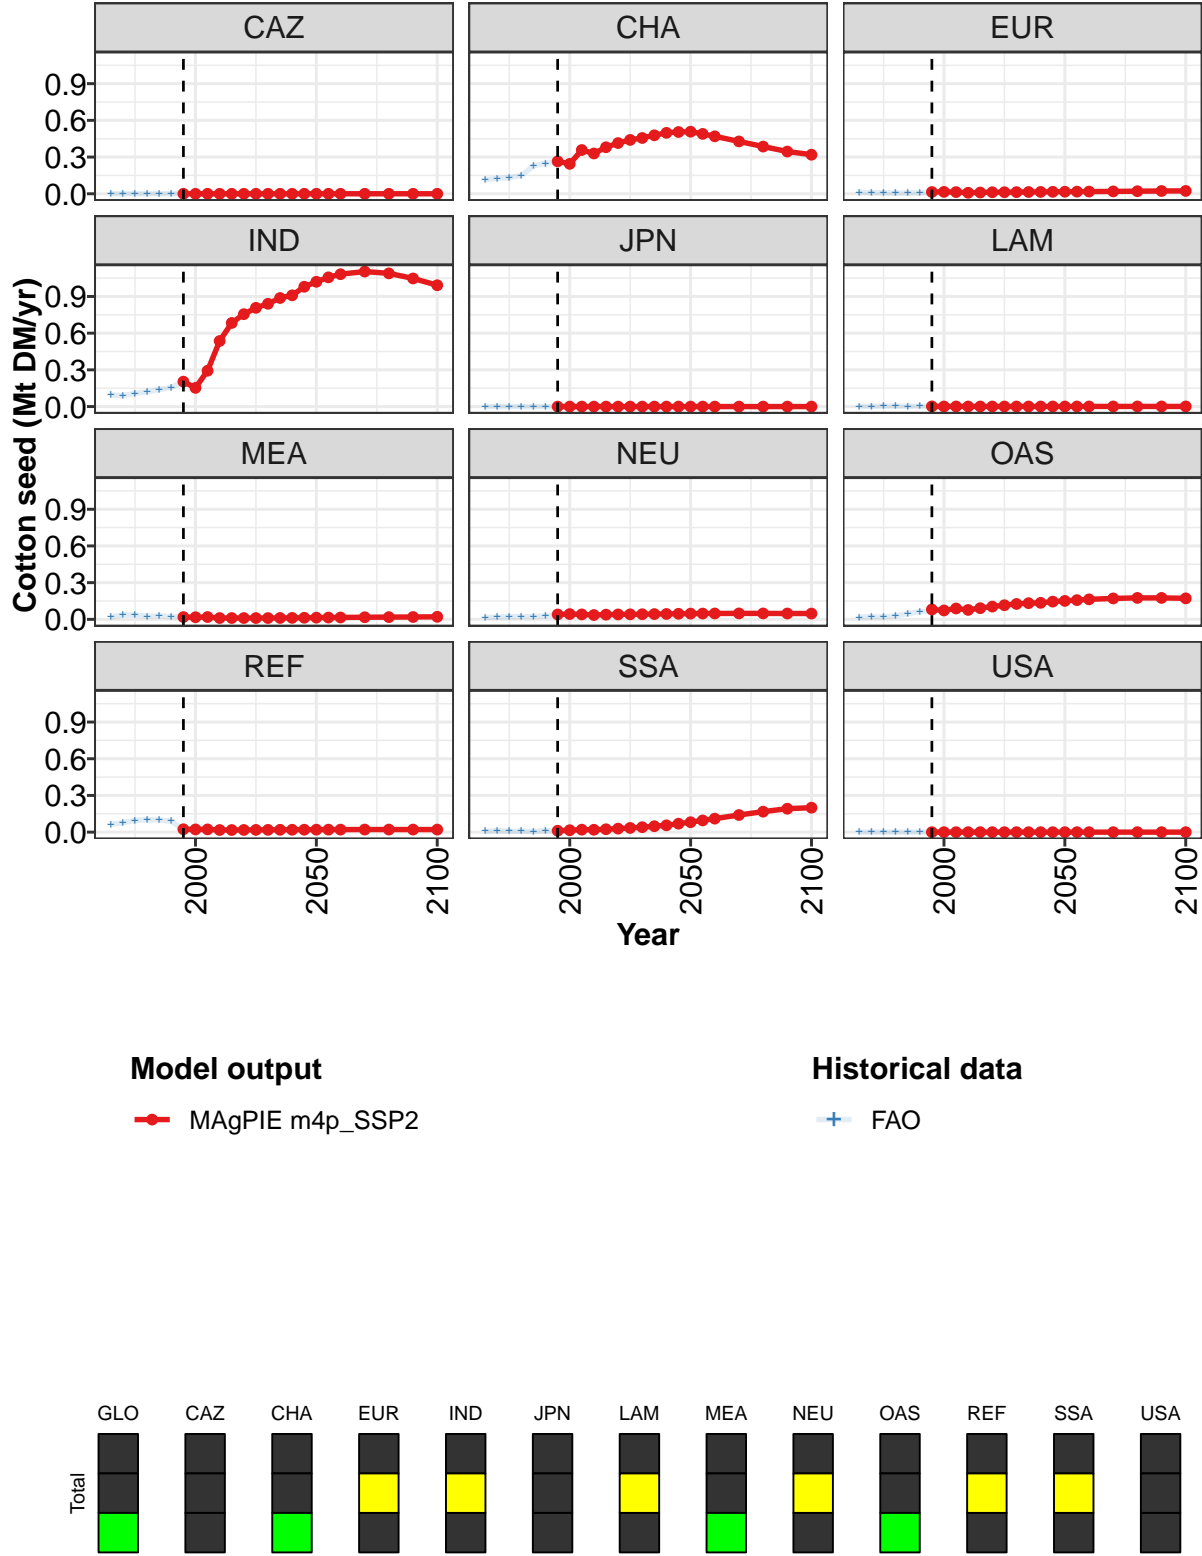 CAZ CHA EUR
0.9
0.6
0.3
0.0
IND JPN LAM
0.9
0.6
0.3
0.0
MEA NEU OAS
0.9
0.6
0.3
0.0
REF SSA USA
0.9
0.6
0.3
0.0
Cotton seed (Mt DM/yr)
2000 2050 2100 2000 2050 2100 2000 2050 2100
Year
Model output Historical data
MAgPIE m4p_SSP2 FAO
GLO CAZ CHA EUR IND JPN LAM MEA NEU OAS REF SSA USA
Total